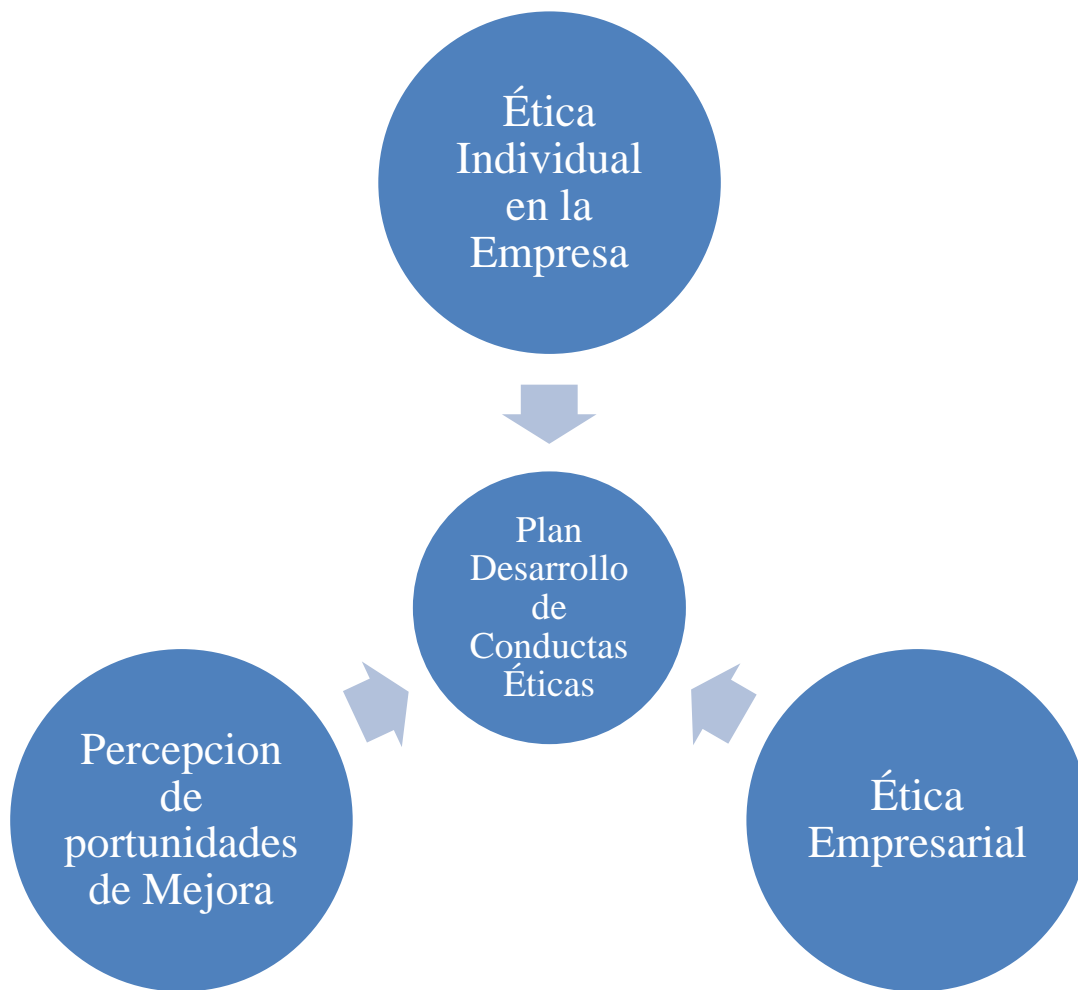 Ética
Individual
en la
Empresa
Plan
Desarrollo
de
Conductas
Éticas
Percepcion
de
portunidades
de Mejora
Ética
Empresarial